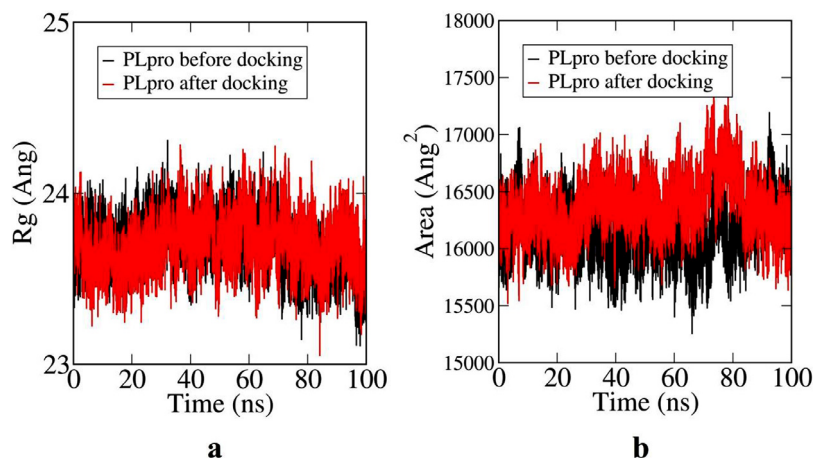 25
24
23
Rg (Ang)
PLpro before docking
PLpro after docking
0 20 40 60 80 100
Time (ns)
a
18000
17500
17000
16500
16000
15500
15000
Area (Ang²)
PLpro before docking
PLpro after docking
0 20 40 60 80 100
Time (ns)
b